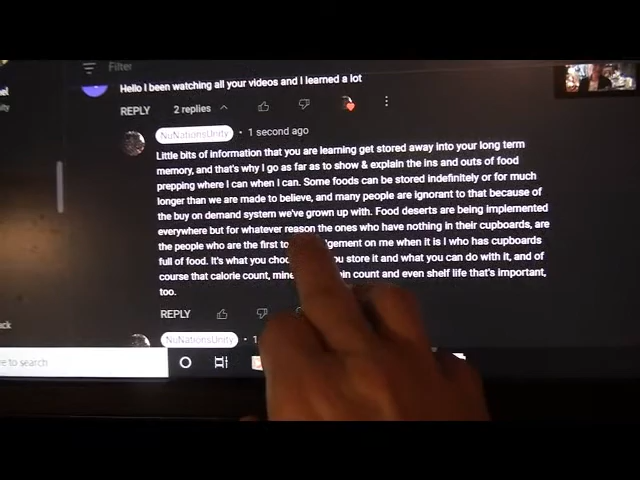 Filter
Hello I been watching all your videos and I learned a lot
REPLY 2 replies
NuNationsUnity • 1 second ago
Little bits of information that you are learning get stored away into your long term
memory, and that's why I go as far as to show & explain the ins and outs of food
prepping where I can when I can. Some foods can be stored indefinitely or for much
longer than we are made to believe, and many people are ignorant to that because of
the buy on demand system we've grown up with. Food deserts are being implemented
everywhere but for whatever reason the ones who have nothing in their cupboards, are
the people who are the first to dgement on me when it is I who has cupboards
full of food. It's what you choo u store it and what you can do with it, and of
course that calorie count, mine in count and even shelf life that's important,
too.
REPLY
NuNationsUnity • 1
re to search